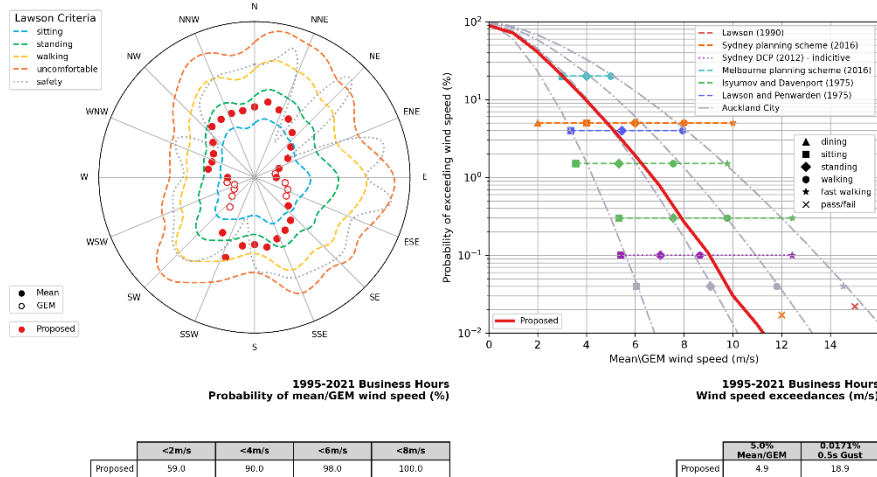 Lawson Criteria
sitting
standing
walking
uncomfortable
safety
N
NNE
NE
ENE
E
ESE
SE
SSE
S
SSW
SW
WSW
W
WNW
NW
NNW
Mean
GEM
Proposed
Probability of exceeding wind speed (%)
10²
10¹
10⁰
10⁻¹
10⁻²
Lawson (1990)
Sydney planning scheme (2016)
Sydney DCP (2012) - indicitive
Melbourne planning scheme (2016)
Isyumov and Davenport (1975)
Lawson and Penwarden (1975)
Auckland City
dining
sitting
standing
walking
fast walking
pass/fail
Proposed
0 2 4 6 8 10 12 14
Mean\GEM wind speed (m/s)
1995-2021 Business Hours
Probability of mean/GEM wind speed (%)
<2m/s <4m/s <6m/s <8m/s
Proposed 59.0 90.0 98.0 100.0
1995-2021 Business Hours
Wind speed exceedances (m/s)
5.0% 0.0171%
Mean/GEM 0.5s Gust
Proposed 4.9 18.9